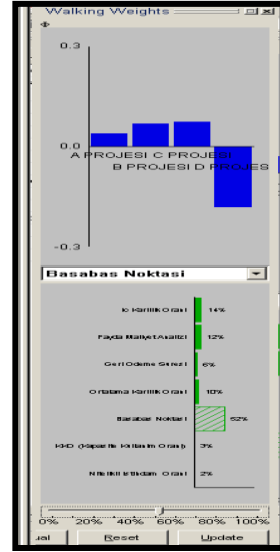 Walking Weights
0.3
0.0
A PROJESI C PROJESI
B PROJESI D PROJES
-0.3
Basabas Noktasi
Ic Karlilik Orani 14%
Fayda Maliyet Analizi 12%
Geri Odeme Suresi 6%
Ortalama Karlilik Orani 10%
Basabas Noktasi 52%
KKO (Kapasite Kullanim Orani) 3%
Nitelikli Istihdam Orani 2%
0% 20% 40% 60% 80% 100%
ual Reset Update